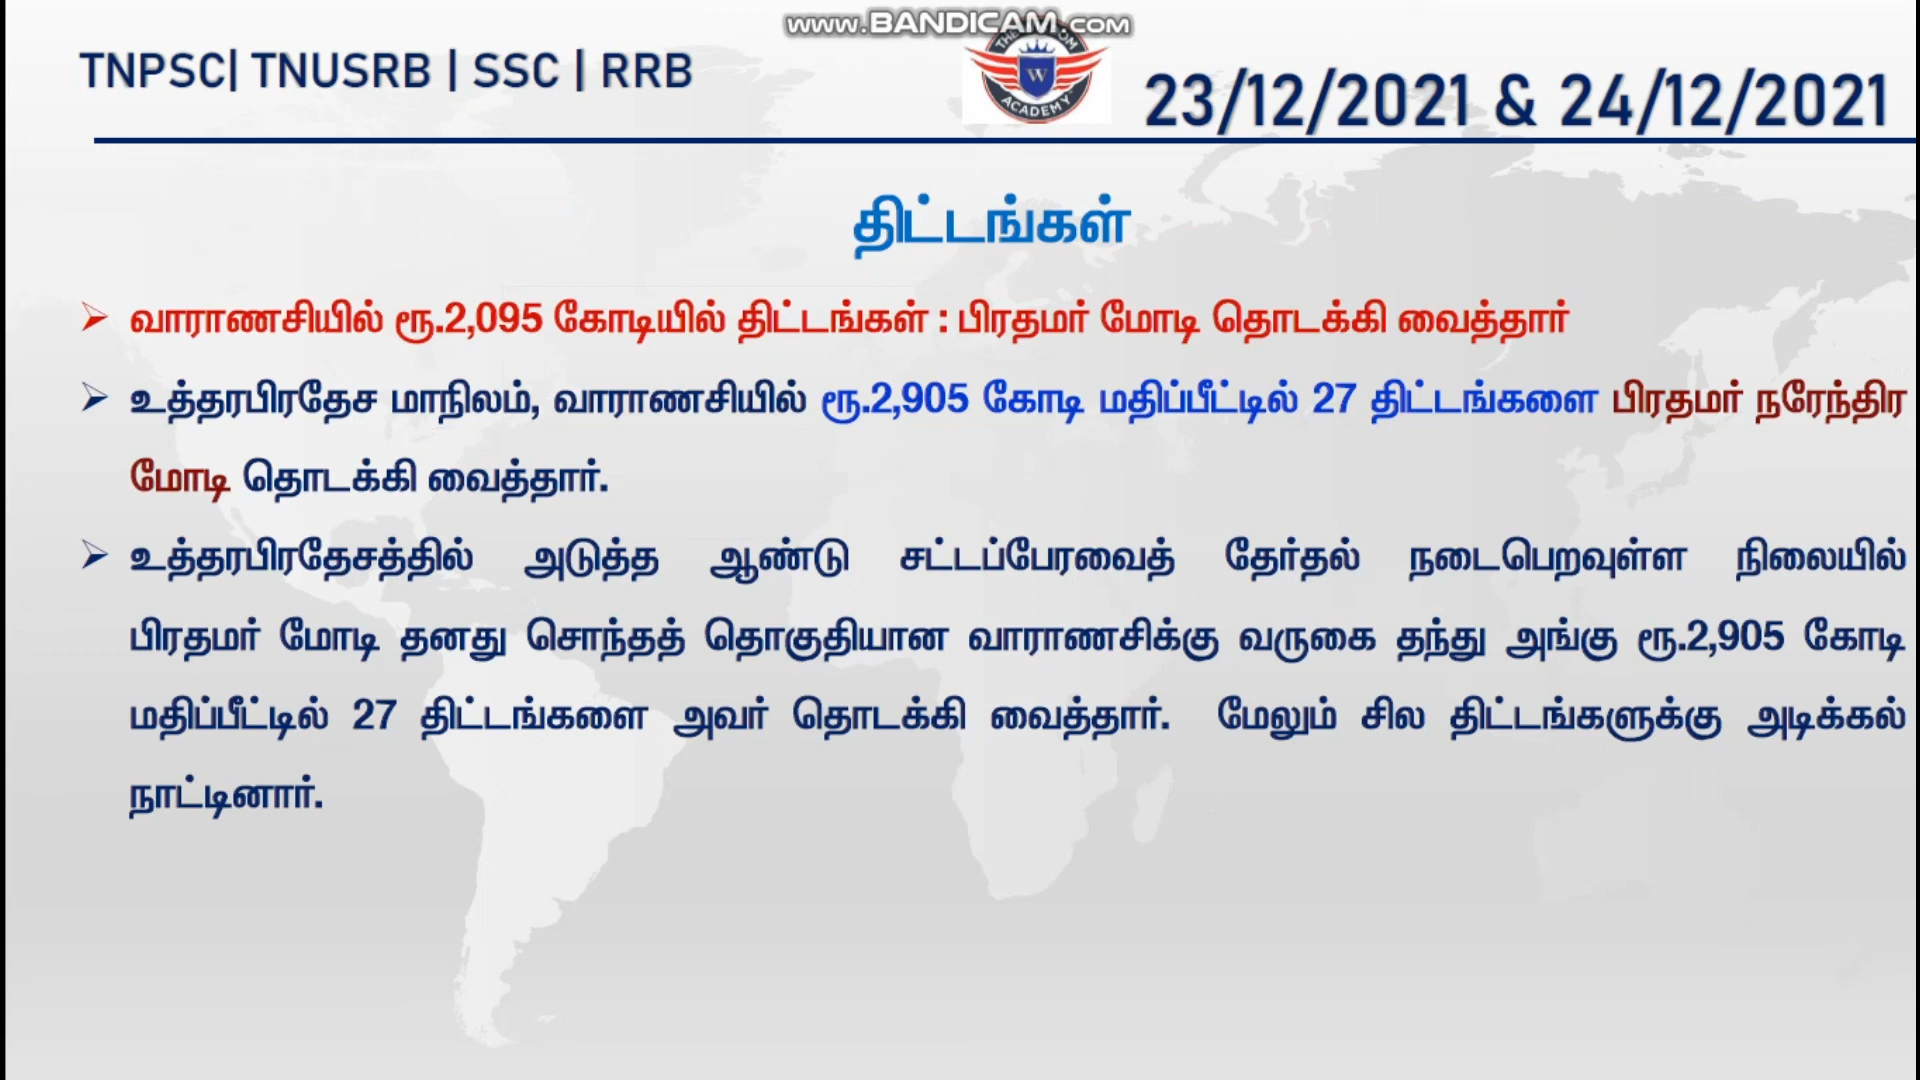 www.BANDICAM.com
TNPSC| TNUSRB | SSC | RRB
W
ACADEMY
23/12/2021 & 24/12/2021
திட்டங்கள்
வாராணசியில் ரூ.2,095 கோடியில் திட்டங்கள் : பிரதமர் மோடி தொடக்கி வைத்தார்
உத்தரபிரதேச மாநிலம், வாராணசியில் ரூ.2,905 கோடி மதிப்பீட்டில் 27 திட்டங்களை பிரதமர் நரேந்திர
மோடி தொடக்கி வைத்தார்.
உத்தரபிரதேசத்தில் அடுத்த ஆண்டு சட்டப்பேரவைத் தேர்தல் நடைபெறவுள்ள நிலையில்
பிரதமர் மோடி தனது சொந்தத் தொகுதியான வாராணசிக்கு வருகை தந்து அங்கு ரூ.2,905 கோடி
மதிப்பீட்டில் 27 திட்டங்களை அவர் தொடக்கி வைத்தார். மேலும் சில திட்டங்களுக்கு அடிக்கல்
நாட்டினார்.